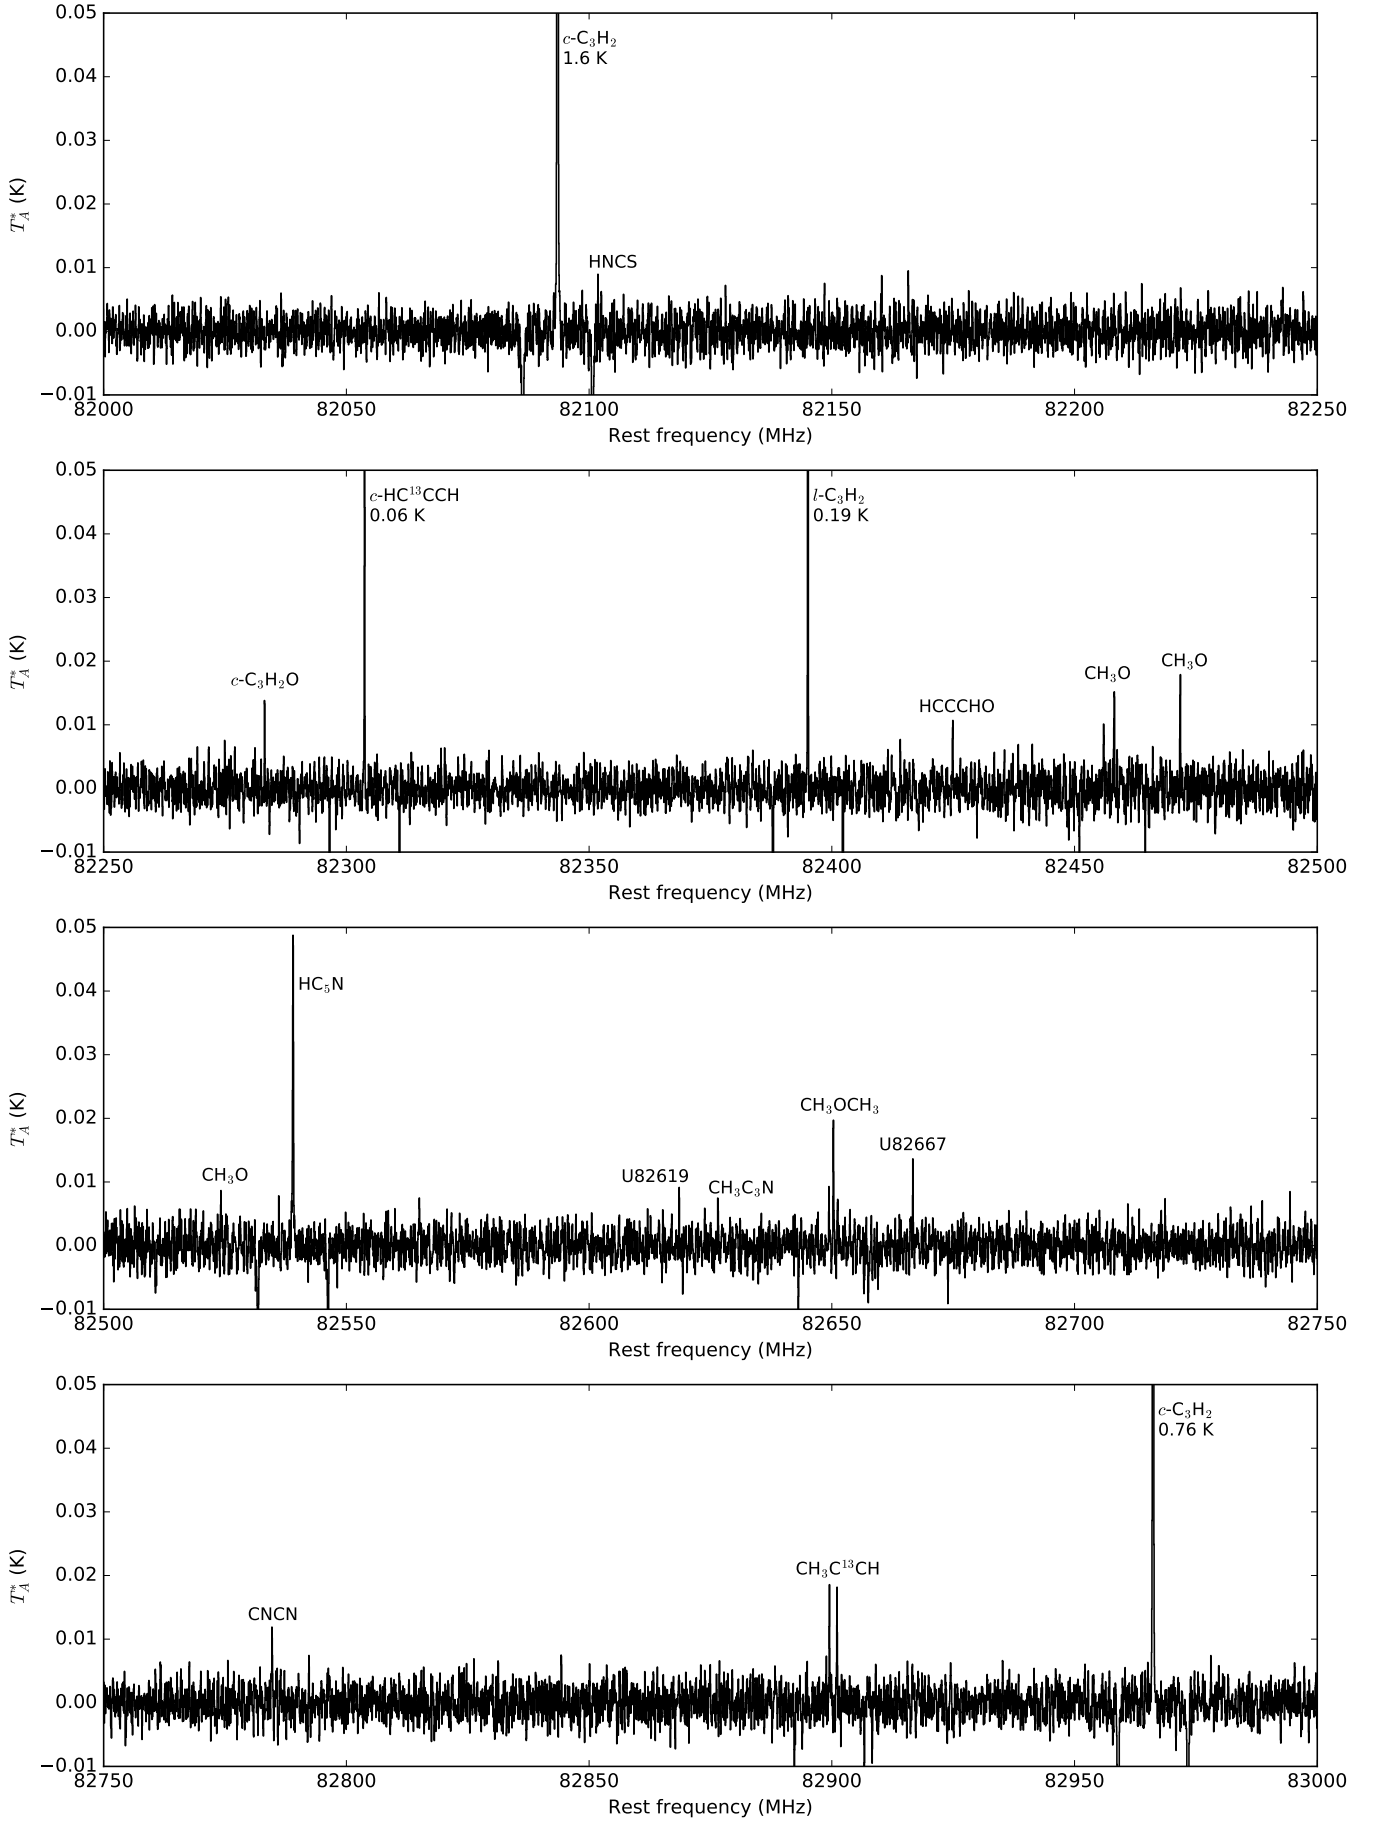 0.05
0.04
0.03
0.02
0.01
0.00
−0.01
T*A (K)
c-C3H2
1.6 K
HNCS
82000 82050 82100 82150 82200 82250
Rest frequency (MHz)
0.05
0.04
0.03
0.02
0.01
0.00
−0.01
T*A (K)
c-C3H2O
c-HC13CCH
0.06 K
l-C3H2
0.19 K
HCCCHO
CH3O
CH3O
82250 82300 82350 82400 82450 82500
Rest frequency (MHz)
0.05
0.04
0.03
0.02
0.01
0.00
−0.01
T*A (K)
CH3O
HC5N
U82619
CH3C3N
CH3OCH3
U82667
82500 82550 82600 82650 82700 82750
Rest frequency (MHz)
0.05
0.04
0.03
0.02
0.01
0.00
−0.01
T*A (K)
CNCN
CH3C13CH
c-C3H2
0.76 K
82750 82800 82850 82900 82950 83000
Rest frequency (MHz)